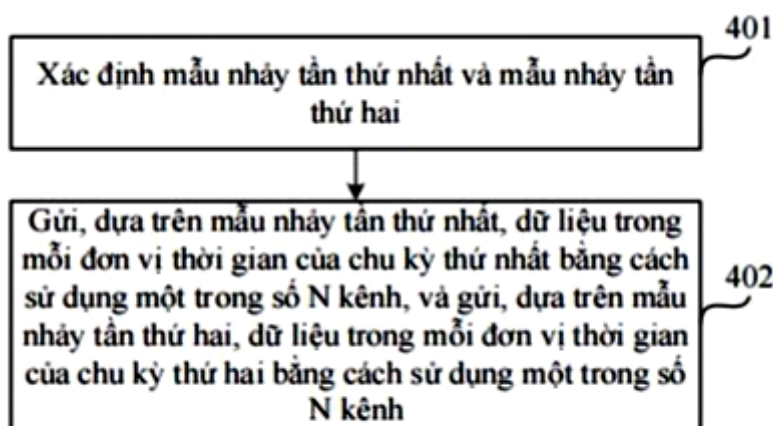 401
Xác định mẫu nhảy tần thứ nhất và mẫu nhảy tần
thứ hai
Gửi, dựa trên mẫu nhảy tần thứ nhất, dữ liệu trong
mỗi đơn vị thời gian của chu kỳ thứ nhất bằng cách
sử dụng một trong số N kênh, và gửi, dựa trên mẫu
nhảy tần thứ hai, dữ liệu trong mỗi đơn vị thời gian
của chu kỳ thứ hai bằng cách sử dụng một trong số
N kênh
402